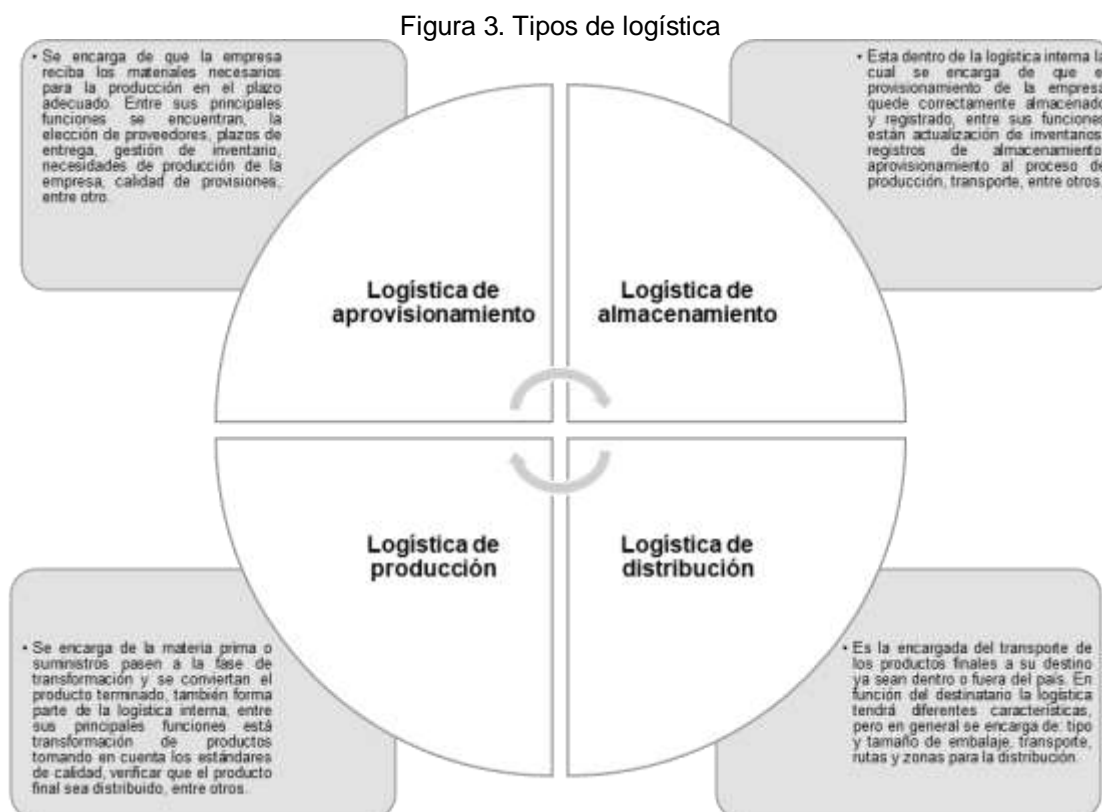 Figura 3. Tipos de logística
• Se encarga de que la empresa
reciba los materiales necesarios
para la producción en el plazo
adecuado. Entre sus principales
funciones se encuentran, la
elección de proveedores, plazos de
entrega, gestión de inventario,
necesidades de producción de la
empresa, calidad de provisiones,
entre otro.
• Esta dentro de la logística interna la
cual se encarga de que e
provisionamiento de la empresa
quede correctamente almacenado
y registrado, entre sus funciones
están actualización de inventarios
registros de almacenamiento
aprovisionamiento al proceso de
producción, transporte, entre otros.
Logística de
aprovisionamiento
Logística de
almacenamiento
Logística de
producción
Logística de
distribución
• Se encarga de la materia prima o
suministros pasen a la fase de
transformación y se conviertan el
producto terminado, también forma
parte de la logística interna, entre
sus principales funciones está
transformación de productos
tomando en cuenta los estándares
de calidad, verificar que el producto
final sea distribuido, entre otros.
• Es la encargada del transporte de
los productos finales a su destino
ya sean dentro o fuera del país. En
función del destinatario la logística
tendrá diferentes características,
pero en general se encarga de: tipo
y tamaño de embalaje, transporte,
rutas y zonas para la distribución.